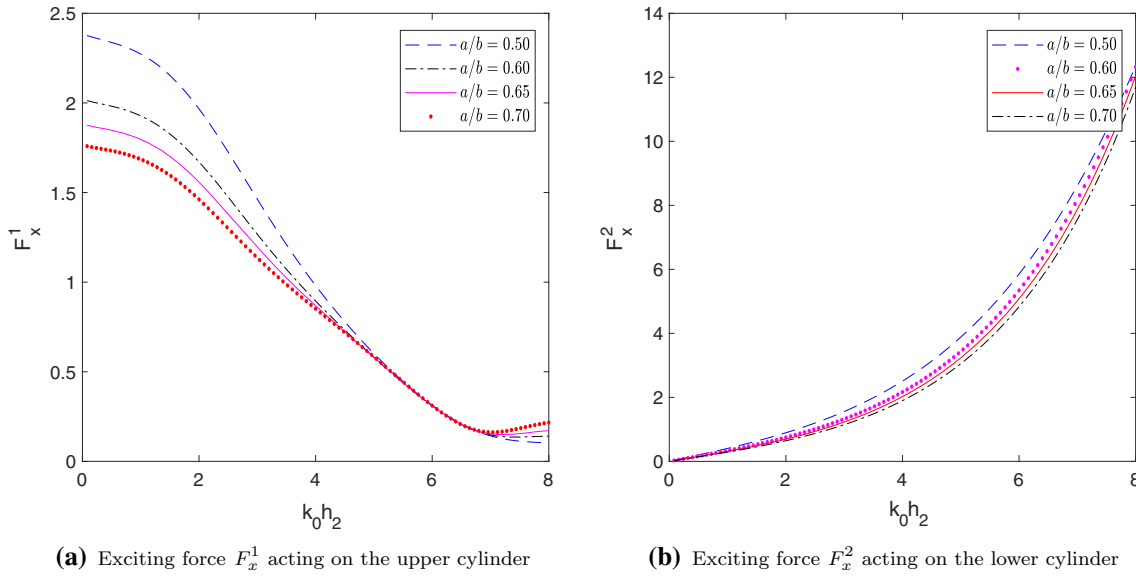 2.5
2
1.5
1
0.5
0
0 2 4 6 8
F_x^1
k_0h_2
a/b = 0.50
a/b = 0.60
a/b = 0.65
a/b = 0.70
(a) Exciting force F_x^1 acting on the upper cylinder
14
12
10
8
6
4
2
0
0 2 4 6 8
F_x^2
k_0h_2
a/b = 0.50
a/b = 0.60
a/b = 0.65
a/b = 0.70
(b) Exciting force F_x^2 acting on the lower cylinder